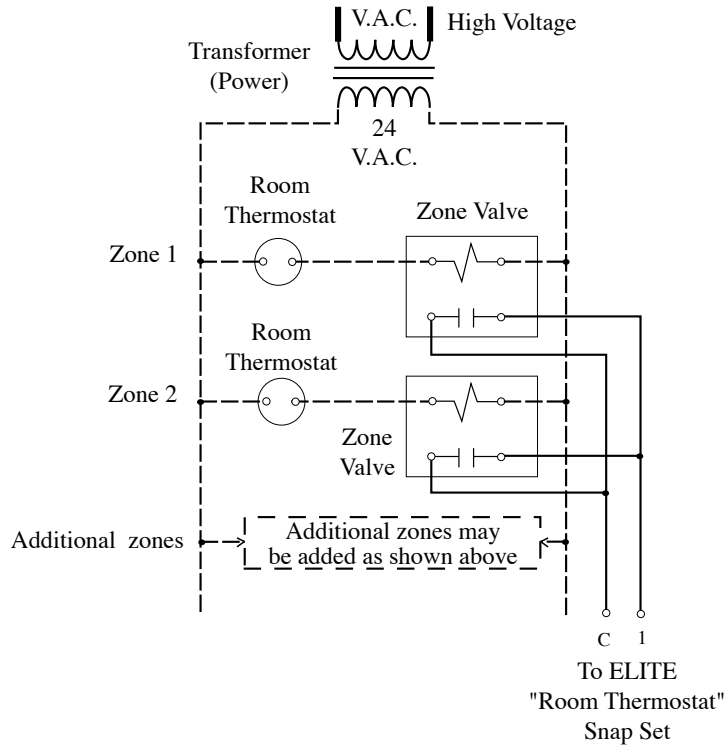 V.A.C.
High Voltage
Transformer
(Power)
24
V.A.C.
Room
Thermostat
Zone Valve
Zone 1
Room
Thermostat
Zone 2
Zone
Valve
Additional zones
Additional zones may
be added as shown above
C 1
To ELITE
"Room Thermostat"
Snap Set